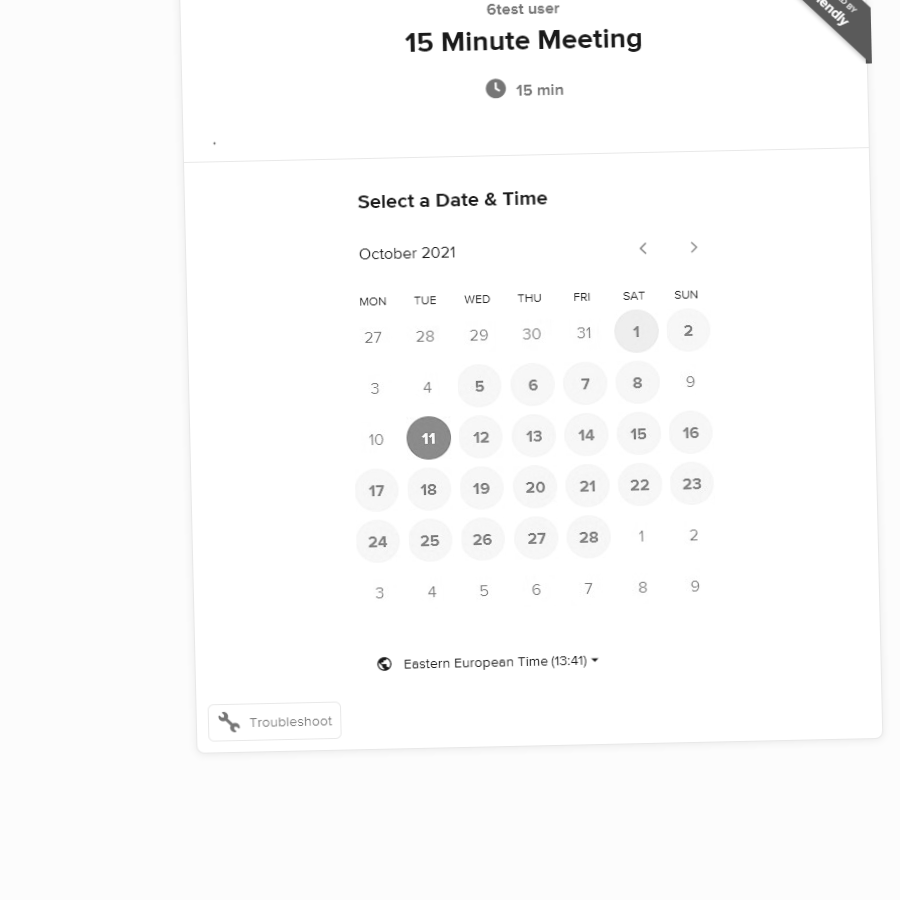 6test user
15 Minute Meeting
15 min
Select a Date & Time
October 2021
MON TUE WED THU FRI SAT SUN
27 28 29 30 31 1 2
3 4 5 6 7 8 9
10 11 12 13 14 15 16
17 18 19 20 21 22 23
24 25 26 27 28 1 2
3 4 5 6 7 8 9
Eastern European Time (13:41)
Troubleshoot